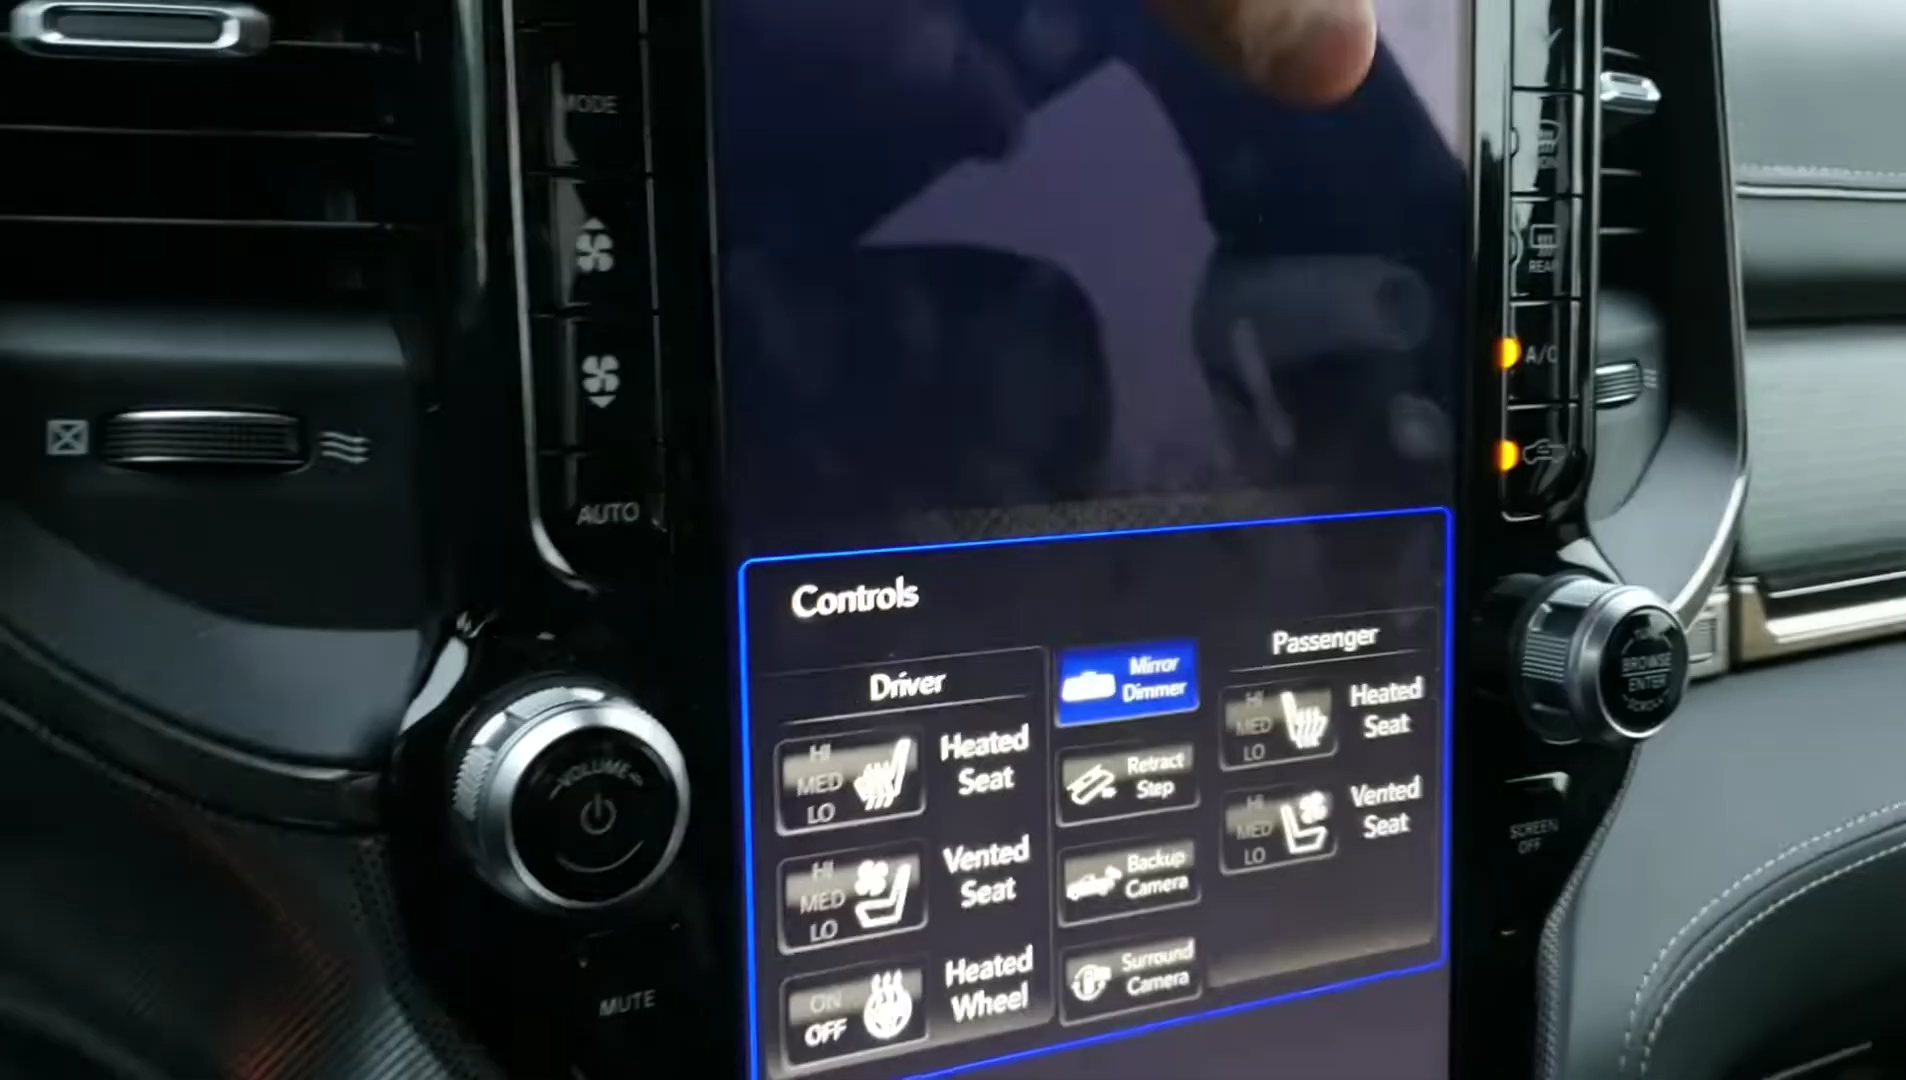 MODE
AUTO
REAR
A/C
Controls
Driver
HI
MED
LO
Heated
Seat
HI
MED
LO
Vented
Seat
ON
OFF
Heated
Wheel
Mirror
Dimmer
Retract
Step
Backup
Camera
Surround
Camera
Passenger
HI
MED
LO
Heated
Seat
HI
MED
LO
Vented
Seat
VOLUME
MUTE
BROWSE
ENTER
SCROLL
SCREEN
OFF